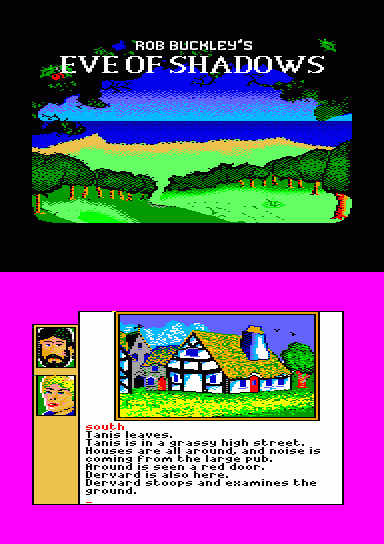 ROB BUCKLEY'S
EVE OF SHADOWS
south
Tanis leaves.
Tanis is in a grassy high street.
Houses are all around, and noise is
coming from the large pub.
Around is seen a red door.
Dervard is also here.
Dervard stoops and examines the
ground.